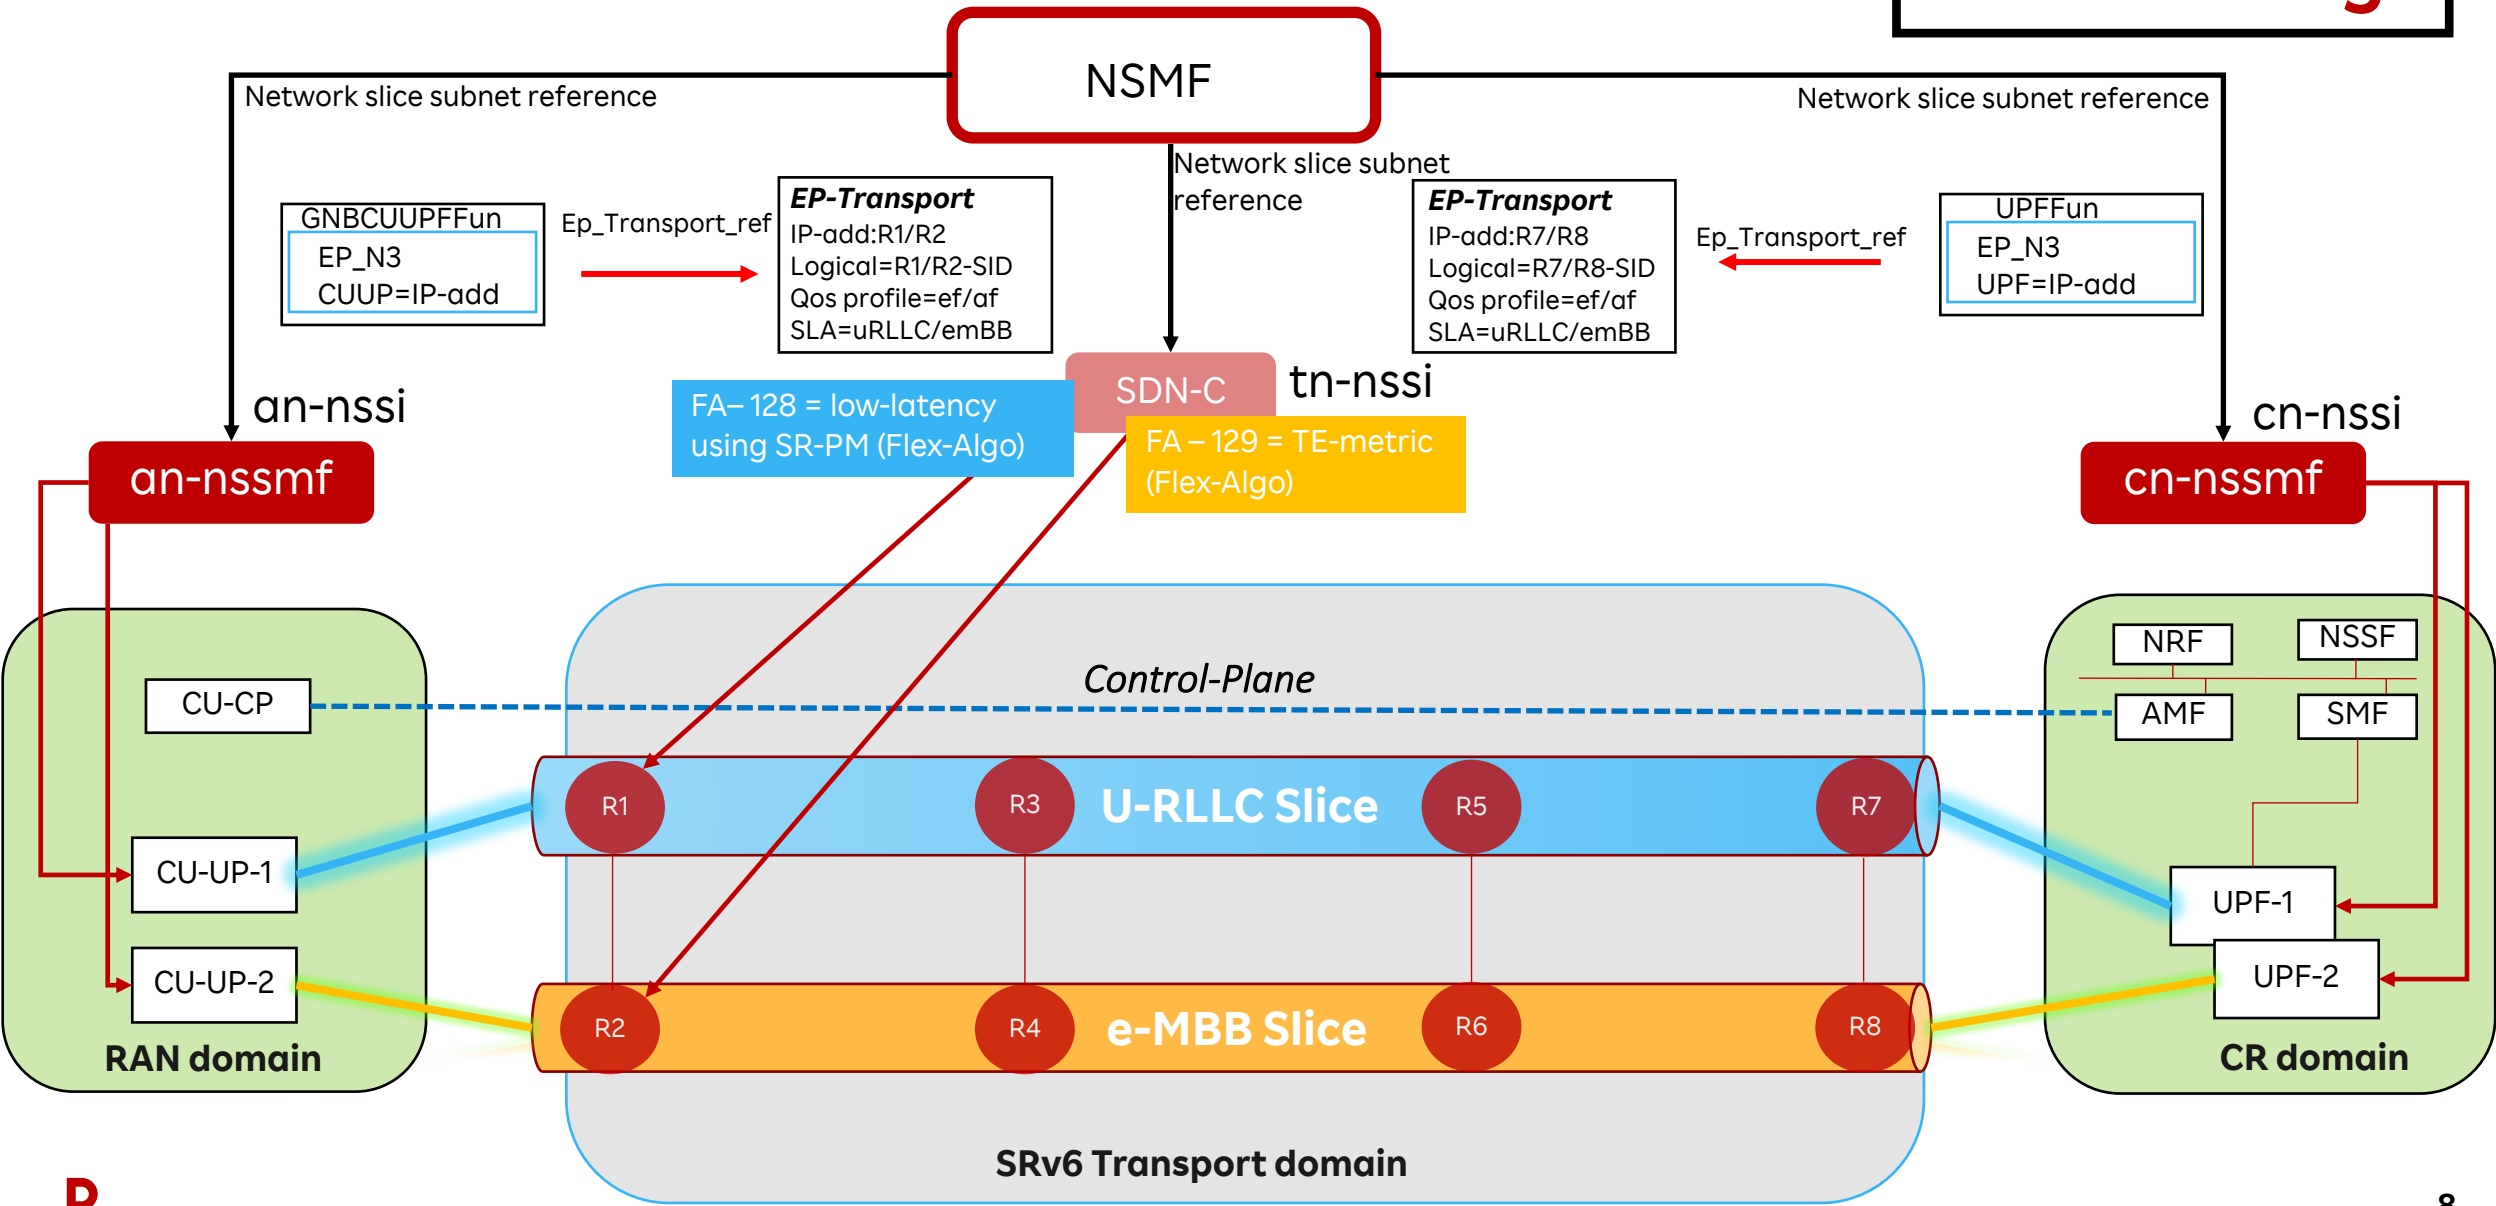 NSMF
Network slice subnet reference
Network slice subnet reference
Network slice subnet
reference
GNBCUUPFFun
EP_N3
CUUP=IP-add
Ep_Transport_ref
EP-Transport
IP-add:R1/R2
Logical=R1/R2-SID
Qos profile=ef/af
SLA=uRLLC/emBB
EP-Transport
IP-add:R7/R8
Logical=R7/R8-SID
Qos profile=ef/af
SLA=uRLLC/emBB
Ep_Transport_ref
UPFFun
EP_N3
UPF=IP-add
an-nssi
an-nssmf
FA– 128 = low-latency
using SR-PM (Flex-Algo)
SDN-C
tn-nssi
FA – 129 = TE-metric
(Flex-Algo)
cn-nssi
cn-nssmf
Control-Plane
CU-CP
NRF
NSSF
AMF
SMF
R1
R3
U-RLLC Slice
R5
R7
CU-UP-1
UPF-1
CU-UP-2
UPF-2
R2
R4
e-MBB Slice
R6
R8
RAN domain
CR domain
SRv6 Transport domain
8